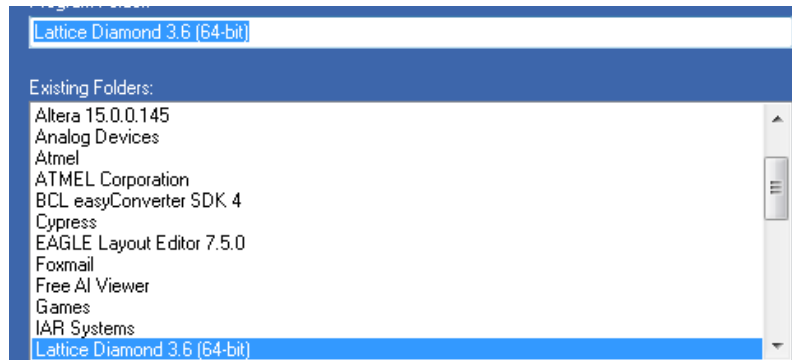 Program Folder:
Lattice Diamond 3.6 (64-bit)
Existing Folders:
Altera 15.0.0.145
Analog Devices
Atmel
ATMEL Corporation
BCL easyConverter SDK 4
Cypress
EAGLE Layout Editor 7.5.0
Foxmail
Free AI Viewer
Games
IAR Systems
Lattice Diamond 3.6 (64-bit)